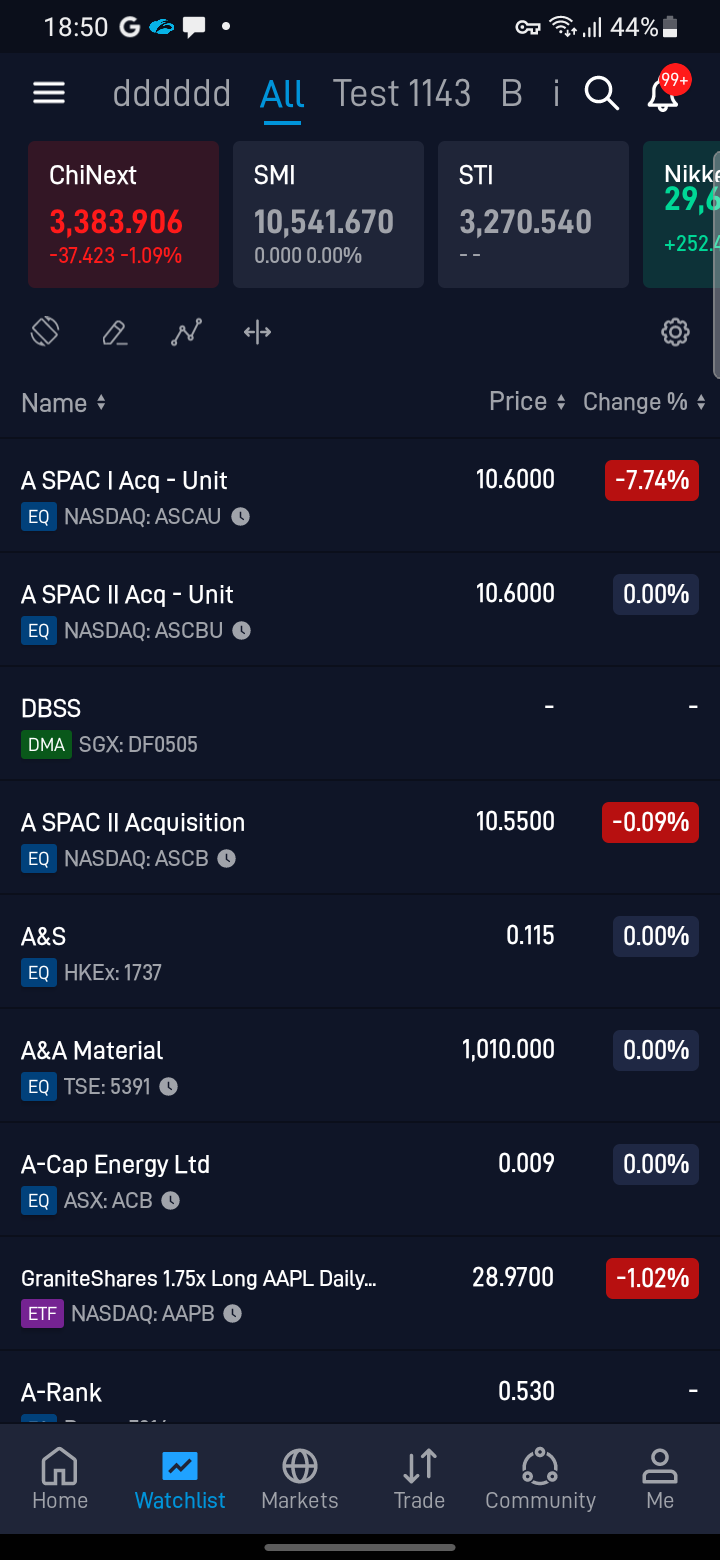 18:50 G 44%
dddddd All Test 1143 B i 99+
ChiNext SMI STI Nikke
3,383.906 10,541.670 3,270.540 29,6
-37.423 -1.09% 0.000 0.00% - - +252.4
Name Price Change %
A SPAC I Acq - Unit 10.6000 -7.74%
EQ NASDAQ: ASCAU
A SPAC II Acq - Unit 10.6000 0.00%
EQ NASDAQ: ASCBU
DBSS - -
DMA SGX: DF0505
A SPAC II Acquisition 10.5500 -0.09%
EQ NASDAQ: ASCB
A&S 0.115 0.00%
EQ HKEx: 1737
A&A Material 1,010.000 0.00%
EQ TSE: 5391
A-Cap Energy Ltd 0.009 0.00%
EQ ASX: ACB
GraniteShares 1.75x Long AAPL Daily... 28.9700 -1.02%
ETF NASDAQ: AAPB
A-Rank 0.530 -
Home Watchlist Markets Trade Community Me